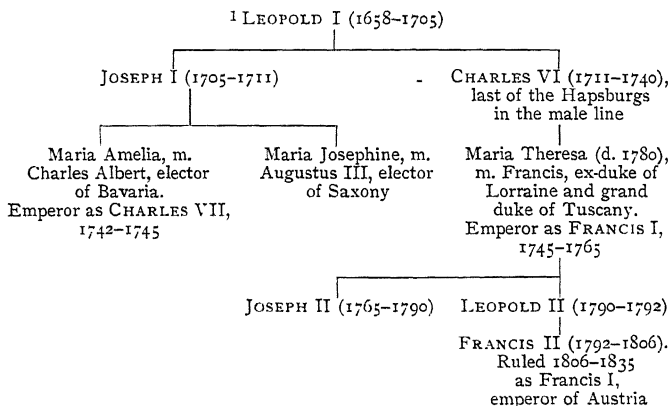 1 LEOPOLD I (1658–1705)
JOSEPH I (1705–1711)
CHARLES VI (1711–1740),
last of the Hapsburgs
in the male line
Maria Amelia, m.
Charles Albert, elector
of Bavaria.
Emperor as CHARLES VII,
1742–1745
Maria Josephine, m.
Augustus III, elector
of Saxony
Maria Theresa (d. 1780),
m. Francis, ex-duke of
Lorraine and grand
duke of Tuscany.
Emperor as FRANCIS I,
1745–1765
JOSEPH II (1765–1790)
LEOPOLD II (1790–1792)
FRANCIS II (1792–1806).
Ruled 1806–1835
as Francis I,
emperor of Austria